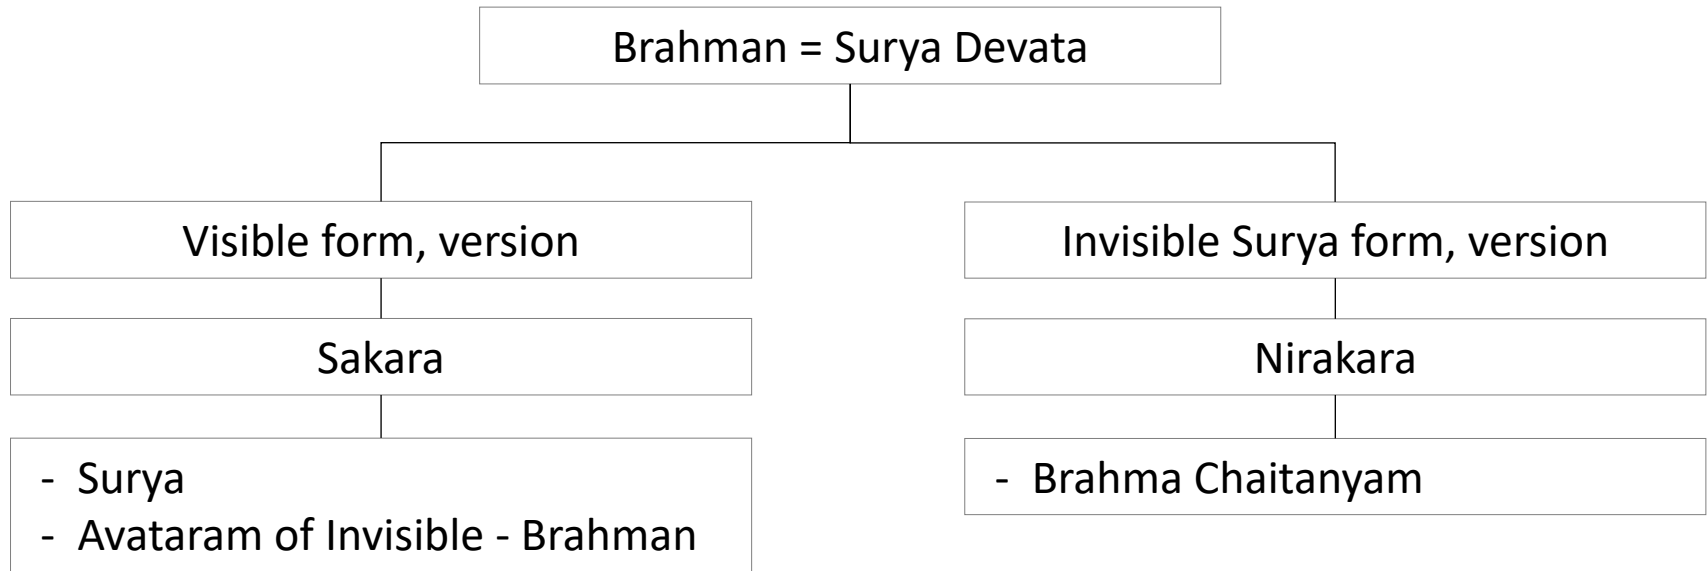 Brahman = Surya Devata
Visible form, version
Invisible Surya form, version
Sakara
Nirakara
- Surya
- Avataram of Invisible - Brahman
- Brahma Chaitanyam